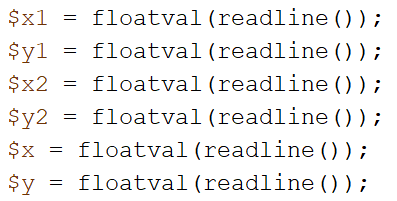 $x1 = floatval(readline());
$y1 = floatval(readline());
$x2 = floatval(readline());
$y2 = floatval(readline());
$x = floatval(readline());
$y = floatval(readline());